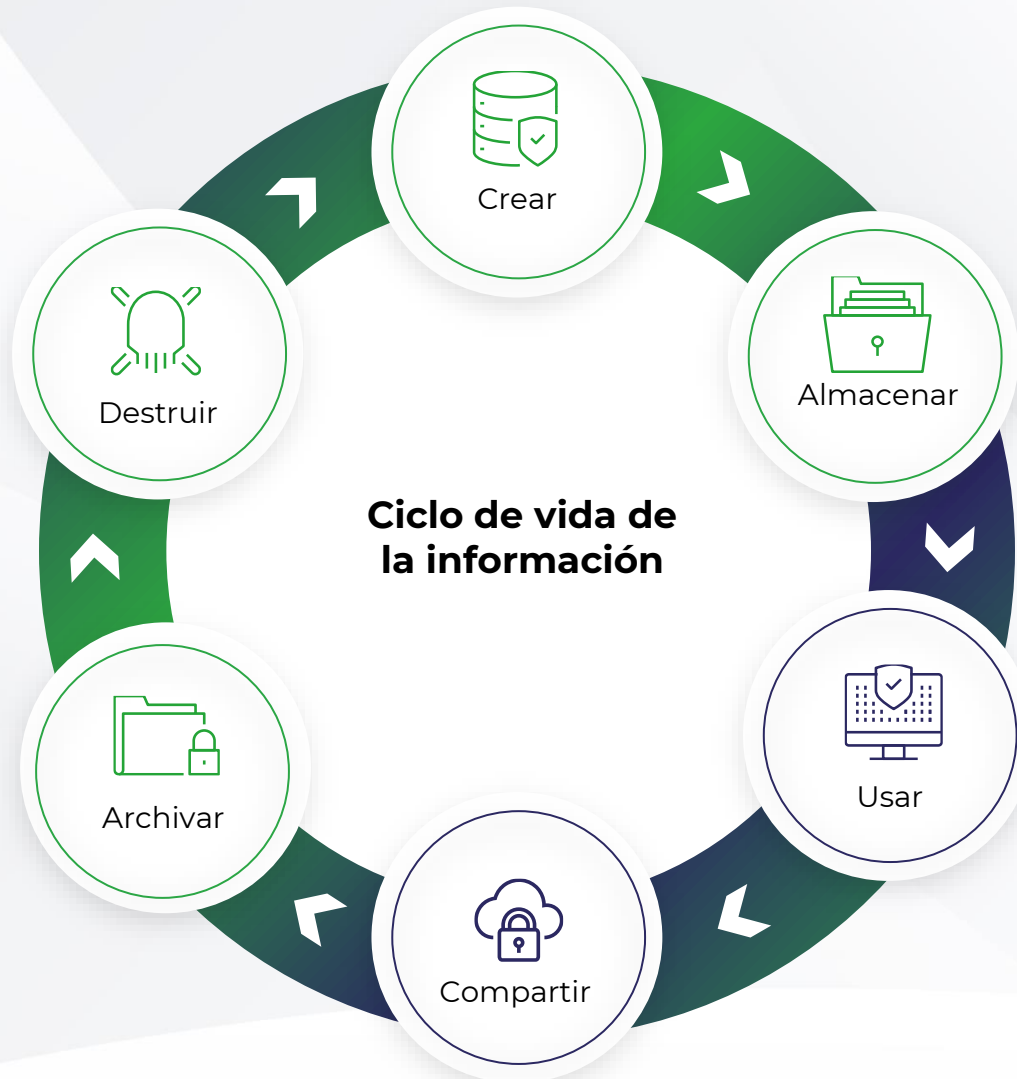 Crear
Almacenar
Usar
Compartir
Archivar
Destruir
Ciclo de vida de
la información